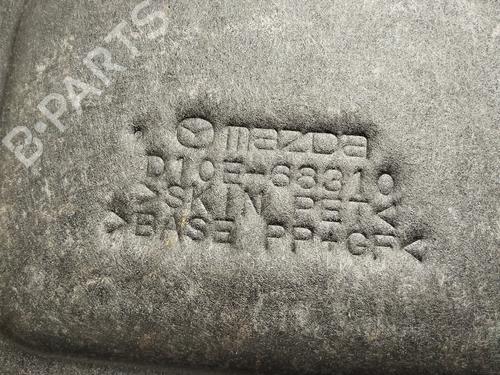 B-PARTS
mazda
D10E-68310
>SKIN PET<
>BASE PP+GF<